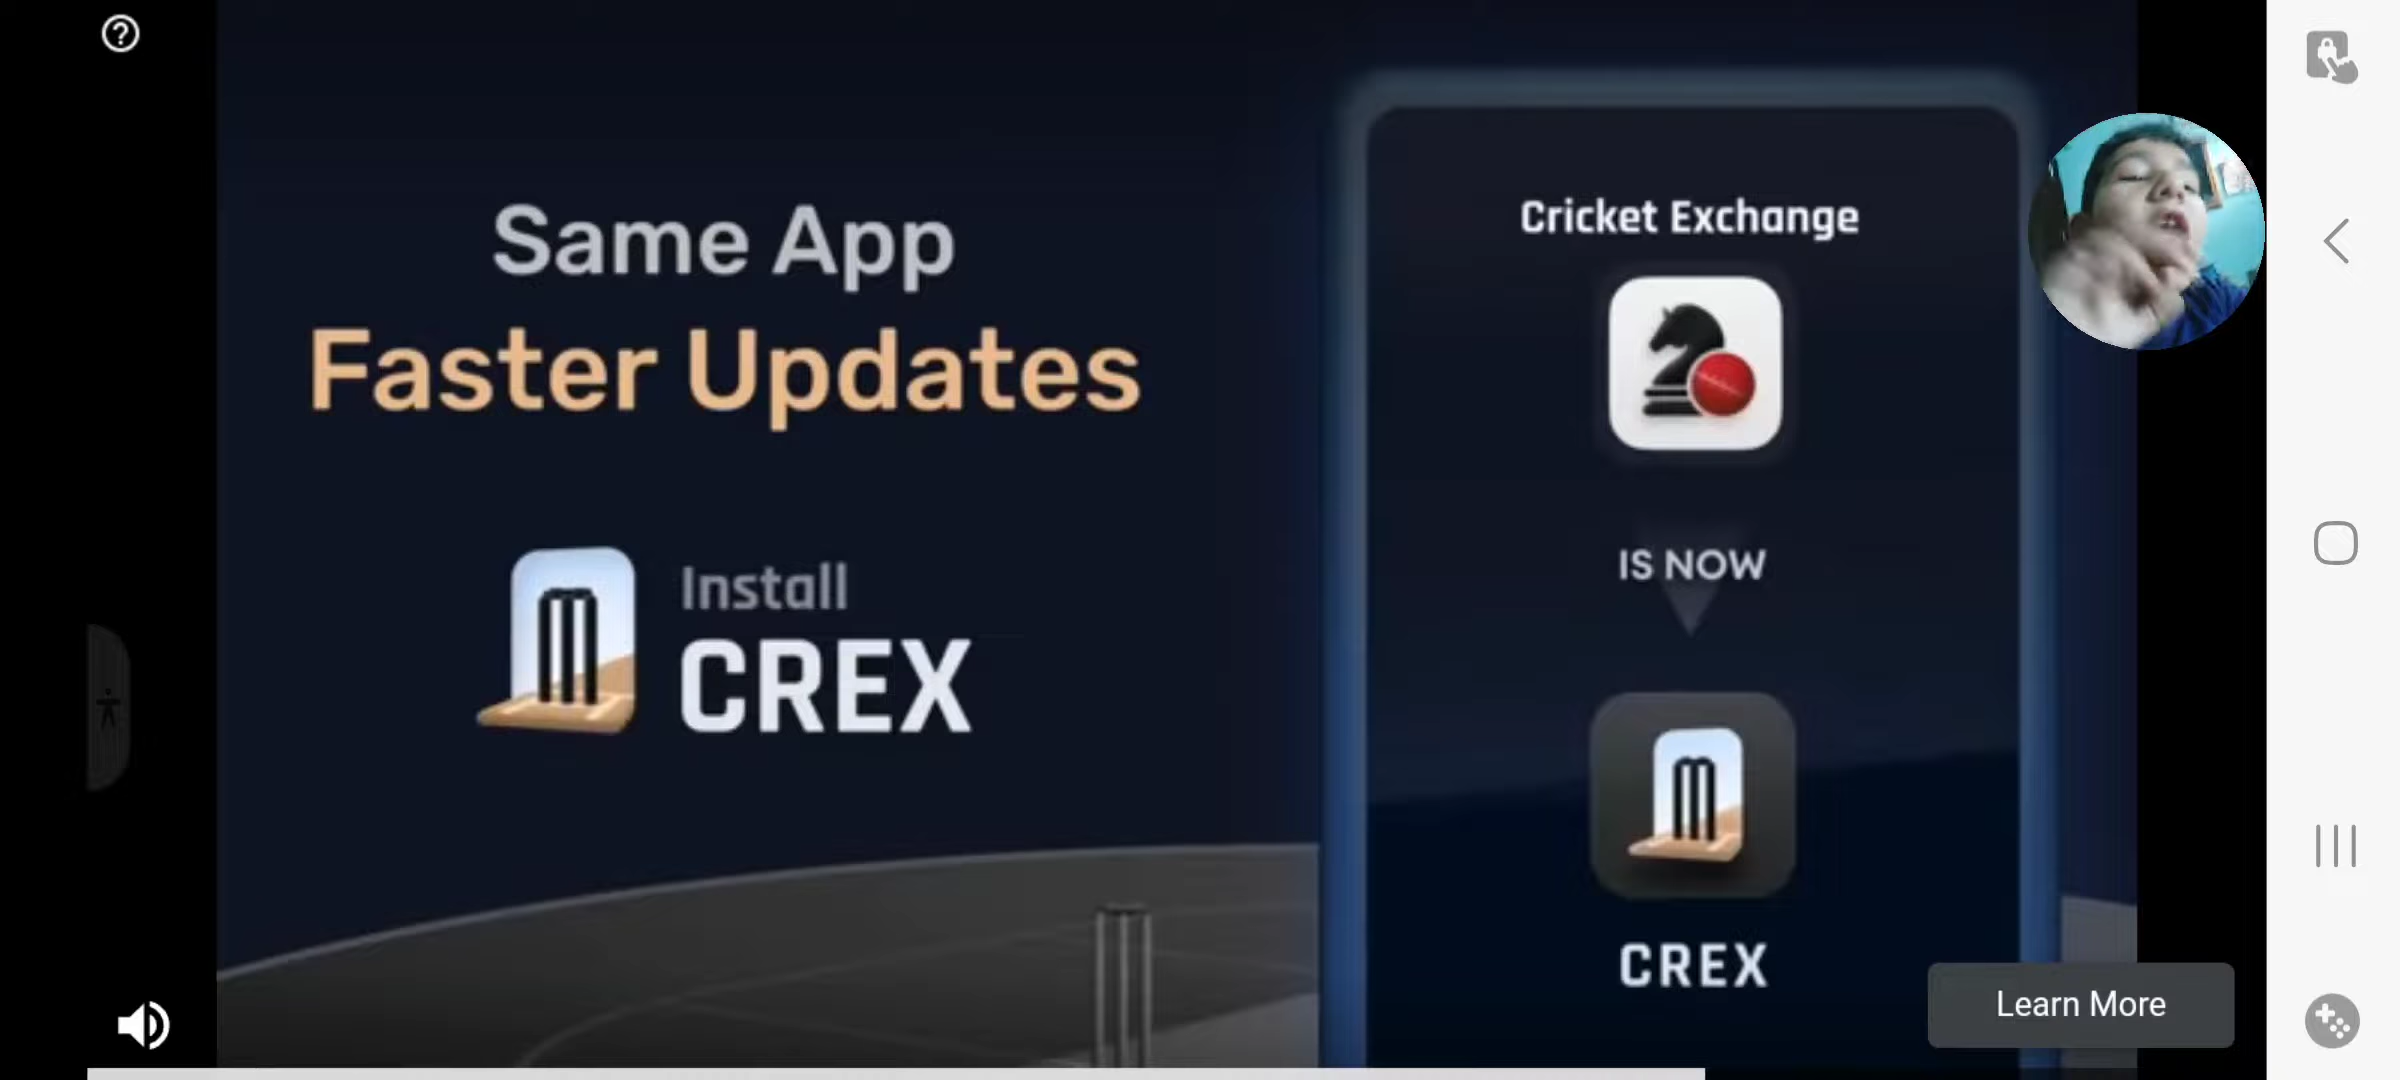 Same App
Faster Updates
Install
CREX
Cricket Exchange
IS NOW
CREX
Learn More